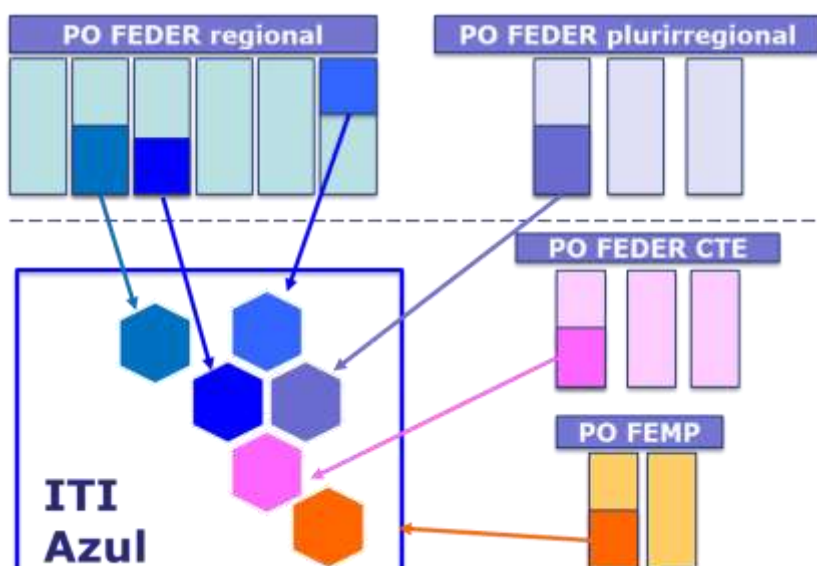 PO FEDER regional
PO FEDER plurirregional
PO FEDER CTE
PO FEMP
ITI
Azul